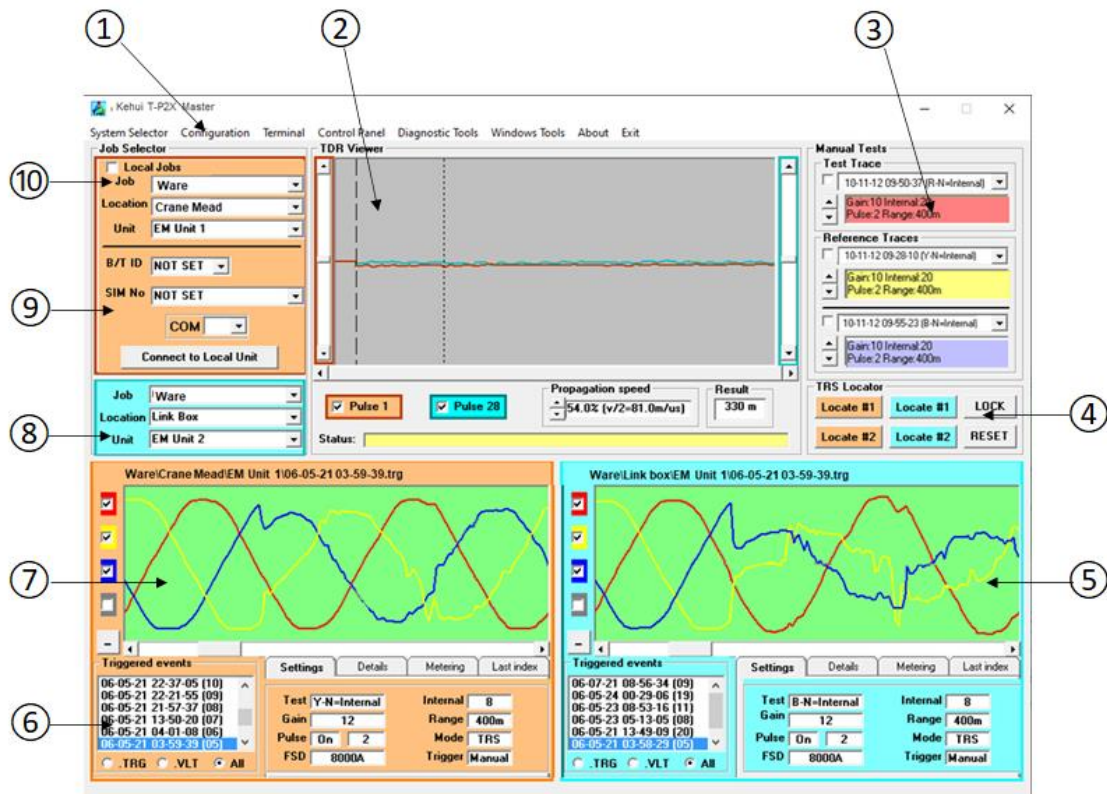 ① ② ③
Kehui T-P2X Master
System Selector Configuration Terminal Control Panel Diagnostic Tools Windows Tools About Exit
Job Selector
Local Jobs
⑩
Job Ware
Location Crane Mead
Unit EM Unit 1
B/T ID NOT SET
SIM No NOT SET
⑨
COM
Connect to Local Unit
⑧
Job Ware
Location Link Box
Unit EM Unit 2
TDR Viewer
Pulse 1
Pulse 28
Propagation speed
54.0% (v/2=81.0m/us)
Result
330 m
Status:
Manual Tests
Test Trace
10-11-12 09-50-37 (R-N=Internal)
Gain:10 Internal:20
Pulse:2 Range:400m
Reference Traces
10-11-12 09-28-10 (Y-N=Internal)
Gain:10 Internal:20
Pulse:2 Range:400m
10-11-12 09-55-23 (B-N=Internal)
Gain:10 Internal:20
Pulse:2 Range:400m
TRS Locator
Locate #1 Locate #1 LOCK
④
Locate #2 Locate #2 RESET
Ware\Crane Mead\EM Unit 1\06-05-21 03-59-39.trg
⑦
Triggered events
06-05-21 22-37-05 (10)
06-05-21 22-21-55 (09)
06-05-21 21-57-37 (08)
06-05-21 13-50-20 (07)
06-05-21 04-01-08 (06)
06-05-21 03-59-39 (05)
⑥
.TRG .VLT All
Settings Details Metering Last index
Test Y-N=Internal Internal 8
Gain 12 Range 400m
Pulse On 2 Mode TRS
FSD 8000A Trigger Manual
Ware\Link box\EM Unit 1\06-05-21 03-59-39.trg
⑤
Triggered events
06-07-21 08-56-34 (09)
06-05-24 00-29-06 (19)
06-05-23 08-53-16 (11)
06-05-23 05-13-05 (08)
06-05-21 13-49-09 (20)
06-05-21 03-58-29 (05)
.TRG .VLT All
Settings Details Metering Last index
Test B-N=Internal Internal 8
Gain 12 Range 400m
Pulse On 2 Mode TRS
FSD 8000A Trigger Manual